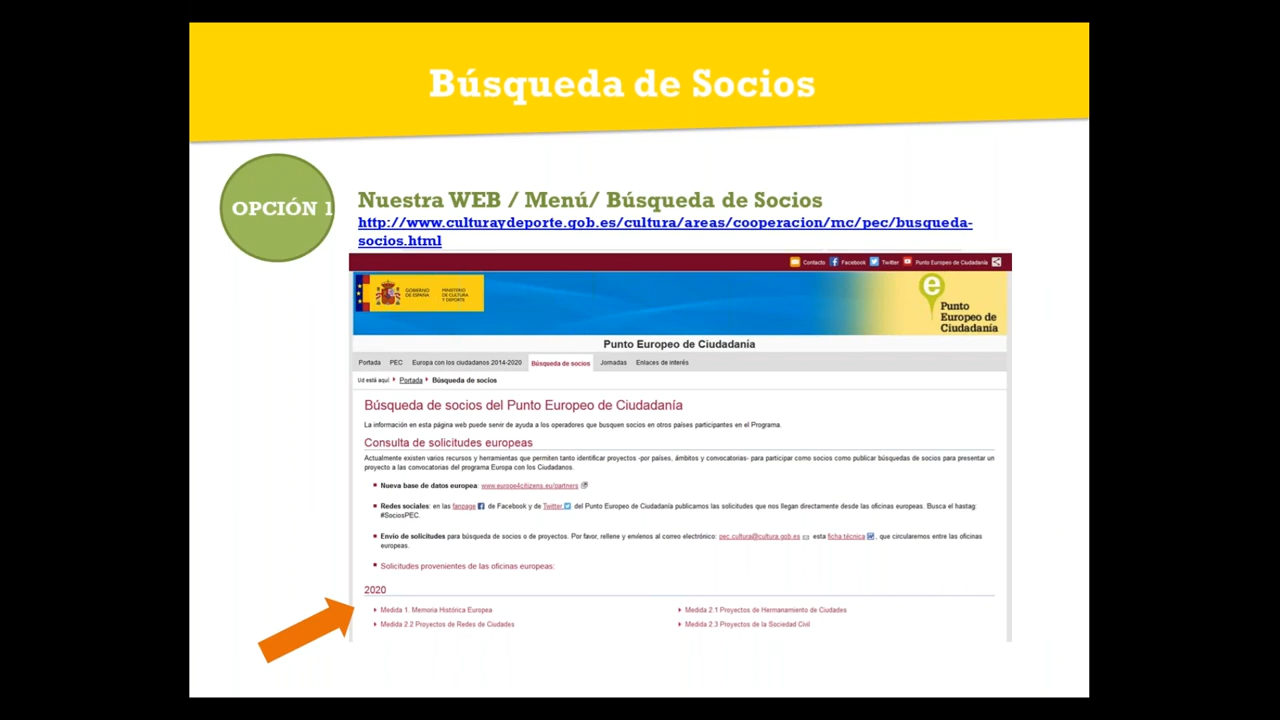 Búsqueda de Socios
OPCIÓN 1
Nuestra WEB / Menú/ Búsqueda de Socios
http://www.culturaydeporte.gob.es/cultura/areas/cooperacion/mc/pec/busqueda-
socios.html
Contacto Facebook Twitter Punto Europeo de Ciudadanía
GOBIERNO DE ESPAÑA
MINISTERIO DE CULTURA Y DEPORTE
e
Punto
Europeo de
Ciudadanía
Punto Europeo de Ciudadanía
Portada PEC Europa con los ciudadanos 2014-2020 Búsqueda de socios Jornadas Enlaces de interés
Ud está aquí: Portada Búsqueda de socios
Búsqueda de socios del Punto Europeo de Ciudadanía
La información en esta página web puede servir de ayuda a los operadores que busquen socios en otros países participantes en el Programa.
Consulta de solicitudes europeas
Actualmente existen varios recursos y herramientas que permiten tanto identificar proyectos -por países, ámbitos y convocatorias- para participar como socios como publicar búsquedas de socios para presentar un
proyecto a las convocatorias del programa Europa con los Ciudadanos.
Nueva base de datos europea: www.europe4citizens.eu/partners
Redes sociales: en las fanpage de Facebook y de Twitter del Punto Europeo de Ciudadanía publicamos las solicitudes que nos llegan directamente desde las oficinas europeas. Busca el hastag:
#SociosPEC.
Envío de solicitudes para búsqueda de socios o de proyectos. Por favor, rellene y envíenos al correo electrónico: pec.cultura@cultura.gob.es esta ficha técnica , que circularemos entre las oficinas
europeas.
Solicitudes provenientes de las oficinas europeas:
2020
Medida 1. Memoria Histórica Europea Medida 2.1 Proyectos de Hermanamiento de Ciudades
Medida 2.2 Proyectos de Redes de Ciudades Medida 2.3 Proyectos de la Sociedad Civil